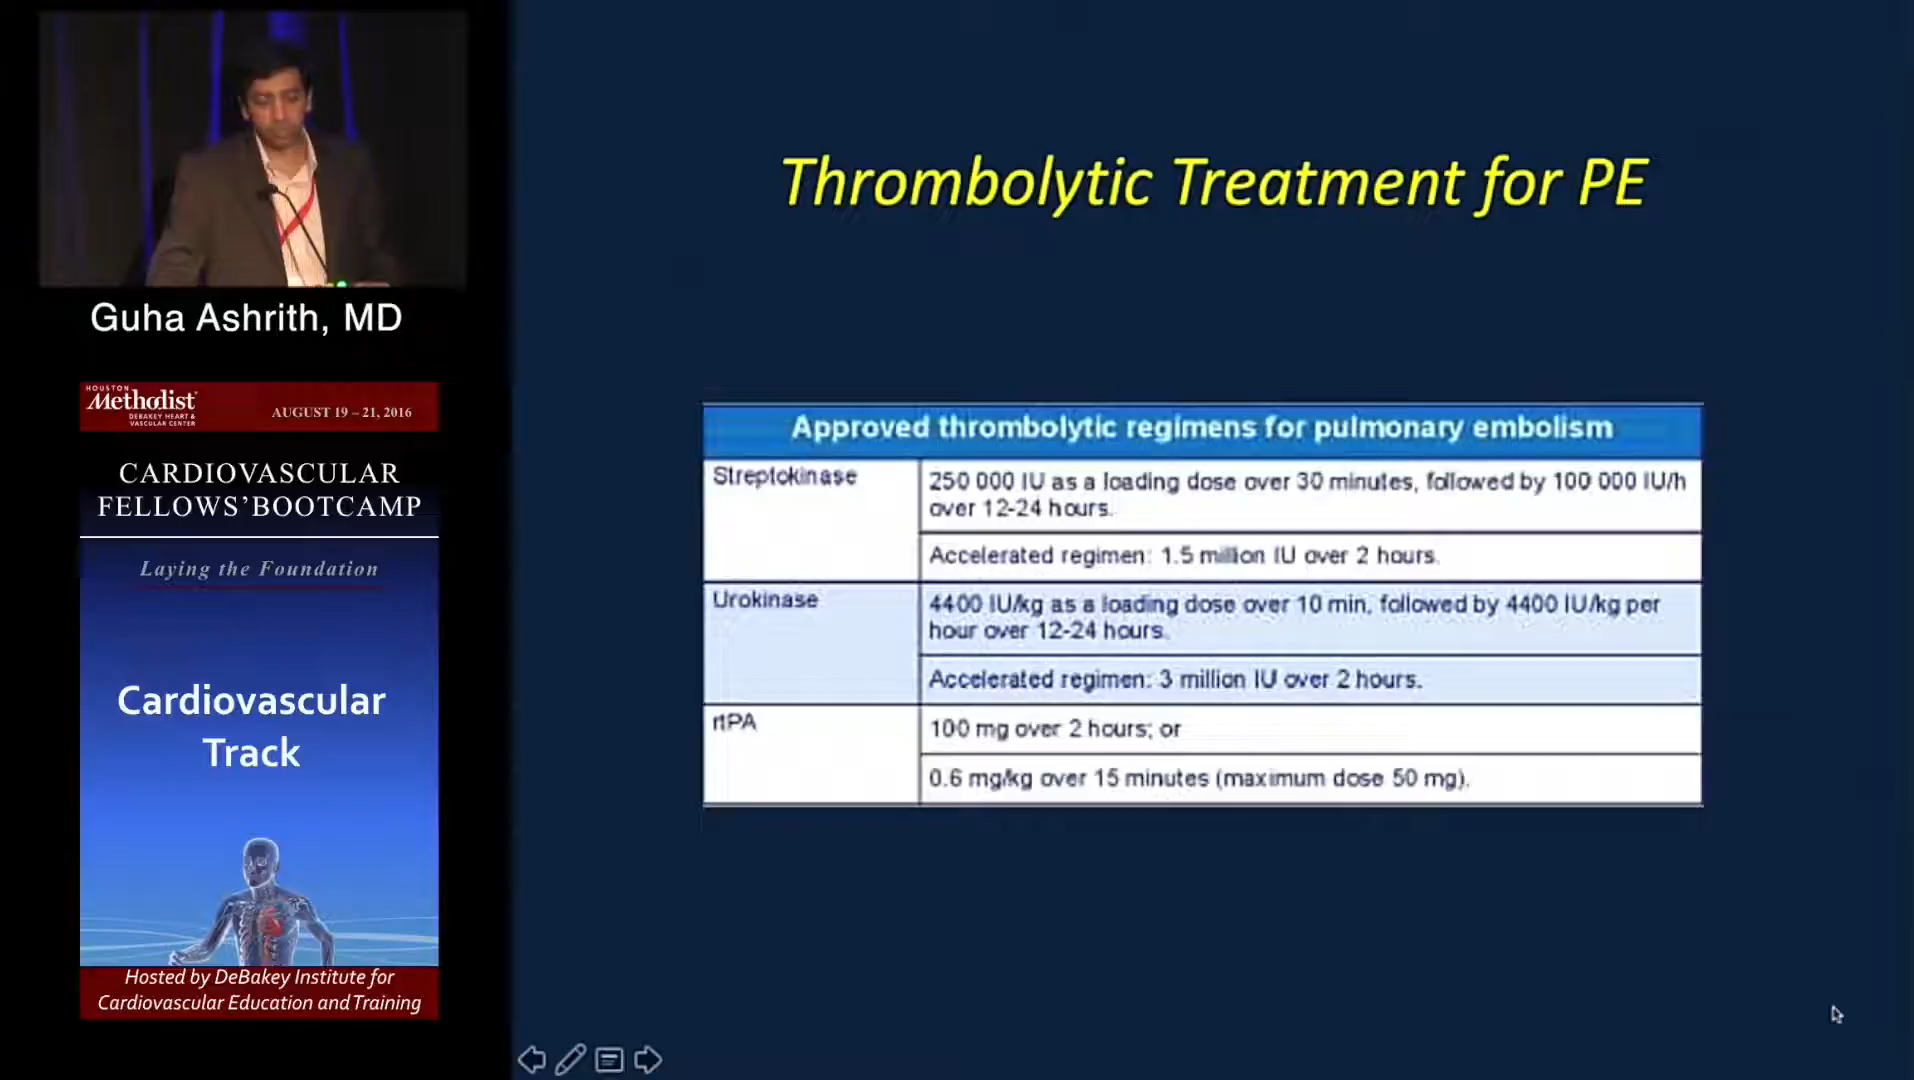 Guha Ashrith, MD
HOUSTON
Methodist
DEBAKEY HEART &
VASCULAR CENTER
AUGUST 19 – 21, 2016
CARDIOVASCULAR
FELLOWS’BOOTCAMP
Laying the Foundation
Cardiovascular
Track
Hosted by DeBakey Institute for
Cardiovascular Education and Training
Thrombolytic Treatment for PE
Approved thrombolytic regimens for pulmonary embolism
Streptokinase
250 000 IU as a loading dose over 30 minutes, followed by 100 000 IU/h
over 12-24 hours.
Accelerated regimen: 1.5 million IU over 2 hours.
Urokinase
4400 IU/kg as a loading dose over 10 min, followed by 4400 IU/kg per
hour over 12-24 hours.
Accelerated regimen: 3 million IU over 2 hours.
rtPA
100 mg over 2 hours; or
0.6 mg/kg over 15 minutes (maximum dose 50 mg).